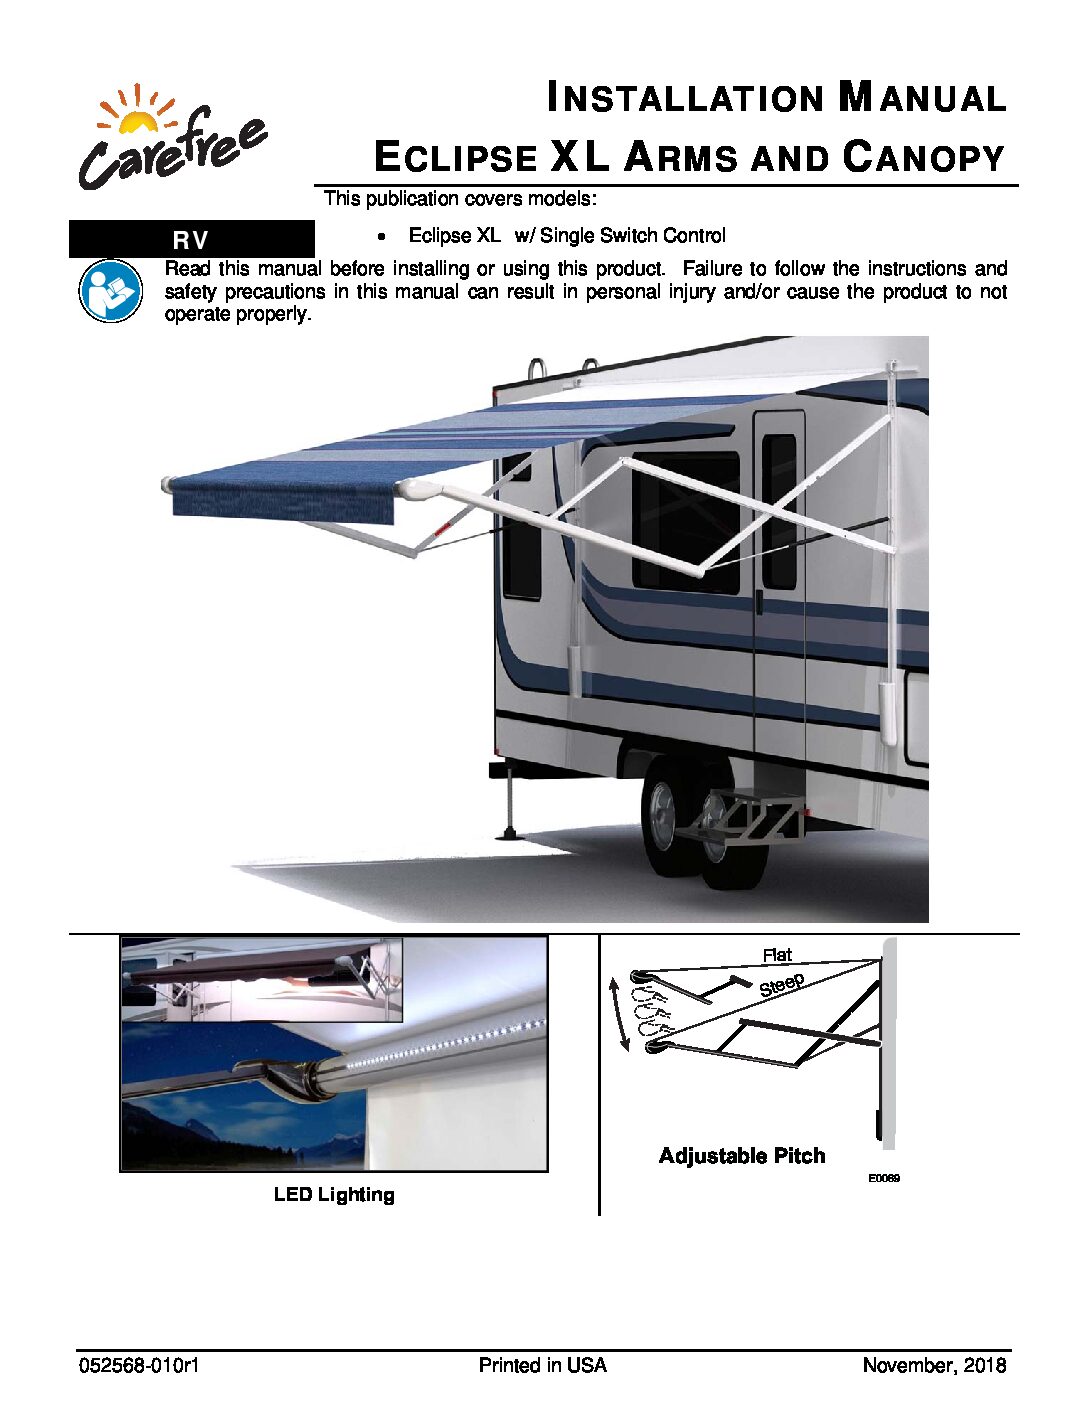 Carefree
INSTALLATION MANUAL
ECLIPSE XL ARMS AND CANOPY
This publication covers models:
RV
• Eclipse XL w/ Single Switch Control
Read this manual before installing or using this product. Failure to follow the instructions and
safety precautions in this manual can result in personal injury and/or cause the product to not
operate properly.
Flat
Steep
Adjustable Pitch
E0069
LED Lighting
052568-010r1 Printed in USA November, 2018